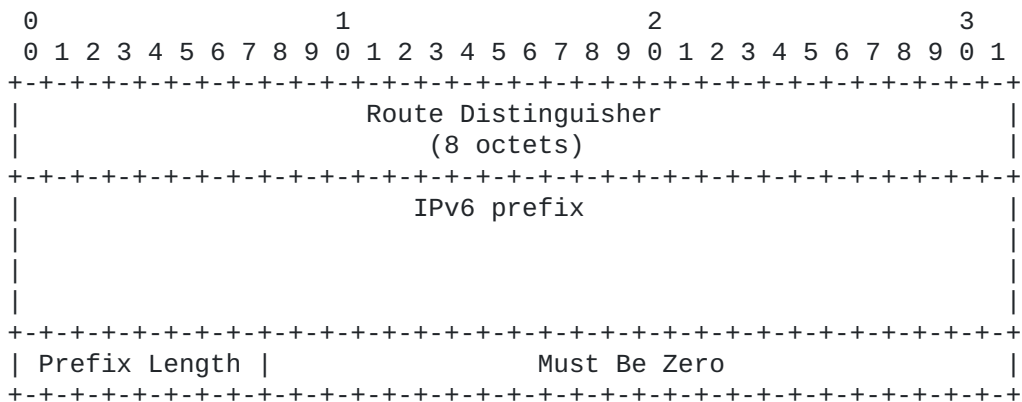 0                   1                   2                   3
 0 1 2 3 4 5 6 7 8 9 0 1 2 3 4 5 6 7 8 9 0 1 2 3 4 5 6 7 8 9 0 1
+-+-+-+-+-+-+-+-+-+-+-+-+-+-+-+-+-+-+-+-+-+-+-+-+-+-+-+-+-+-+-+-+
|                      Route Distinguisher                      |
|                          (8 octets)                           |
+-+-+-+-+-+-+-+-+-+-+-+-+-+-+-+-+-+-+-+-+-+-+-+-+-+-+-+-+-+-+-+-+
|                         IPv6 prefix                           |
|                                                               |
|                                                               |
|                                                               |
+-+-+-+-+-+-+-+-+-+-+-+-+-+-+-+-+-+-+-+-+-+-+-+-+-+-+-+-+-+-+-+-+
| Prefix Length |                 Must Be Zero                  |
+-+-+-+-+-+-+-+-+-+-+-+-+-+-+-+-+-+-+-+-+-+-+-+-+-+-+-+-+-+-+-+-+